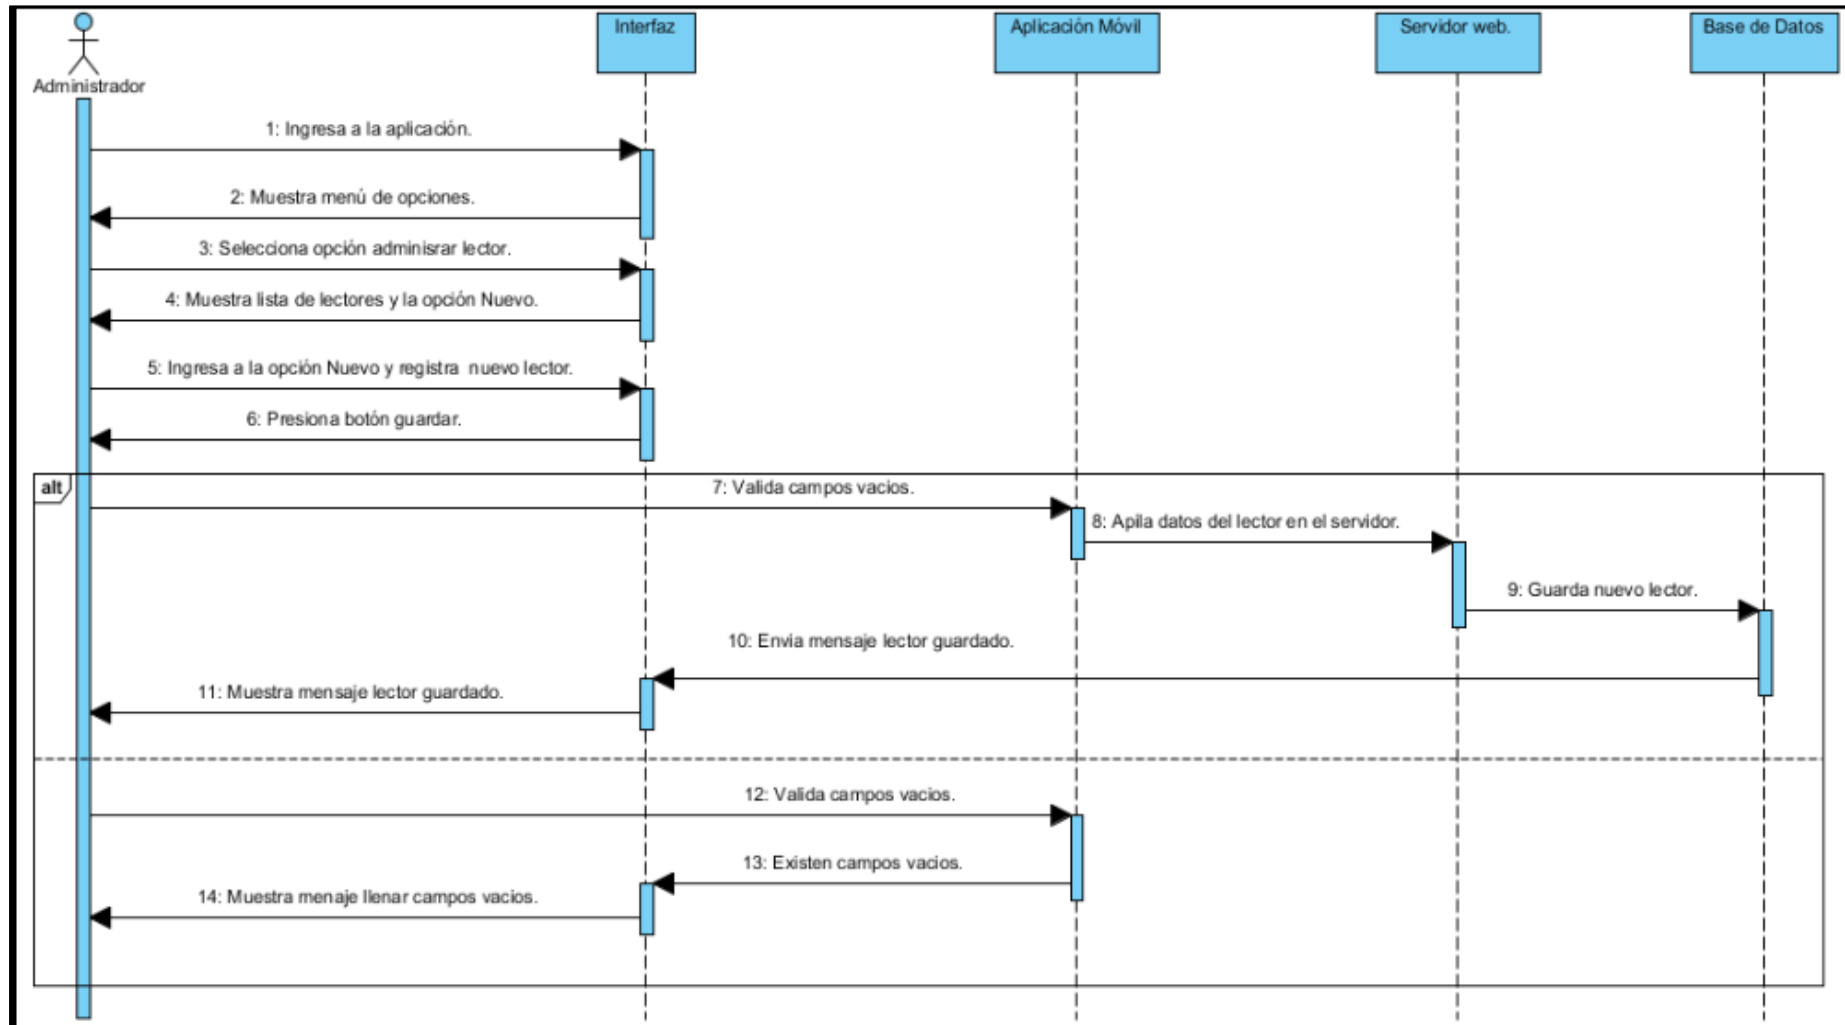 Interfaz
Aplicación Móvil
Servidor web.
Base de Datos
Administrador
1: Ingresa a la aplicación.
2: Muestra menú de opciones.
3: Selecciona opción adminisrar lector.
4: Muestra lista de lectores y la opción Nuevo.
5: Ingresa a la opción Nuevo y registra nuevo lector.
6: Presiona botón guardar.
alt
7: Valida campos vacios.
8: Apila datos del lector en el servidor.
9: Guarda nuevo lector.
10: Envia mensaje lector guardado.
11: Muestra mensaje lector guardado.
12: Valida campos vacios.
13: Existen campos vacios.
14: Muestra menaje llenar campos vacios.